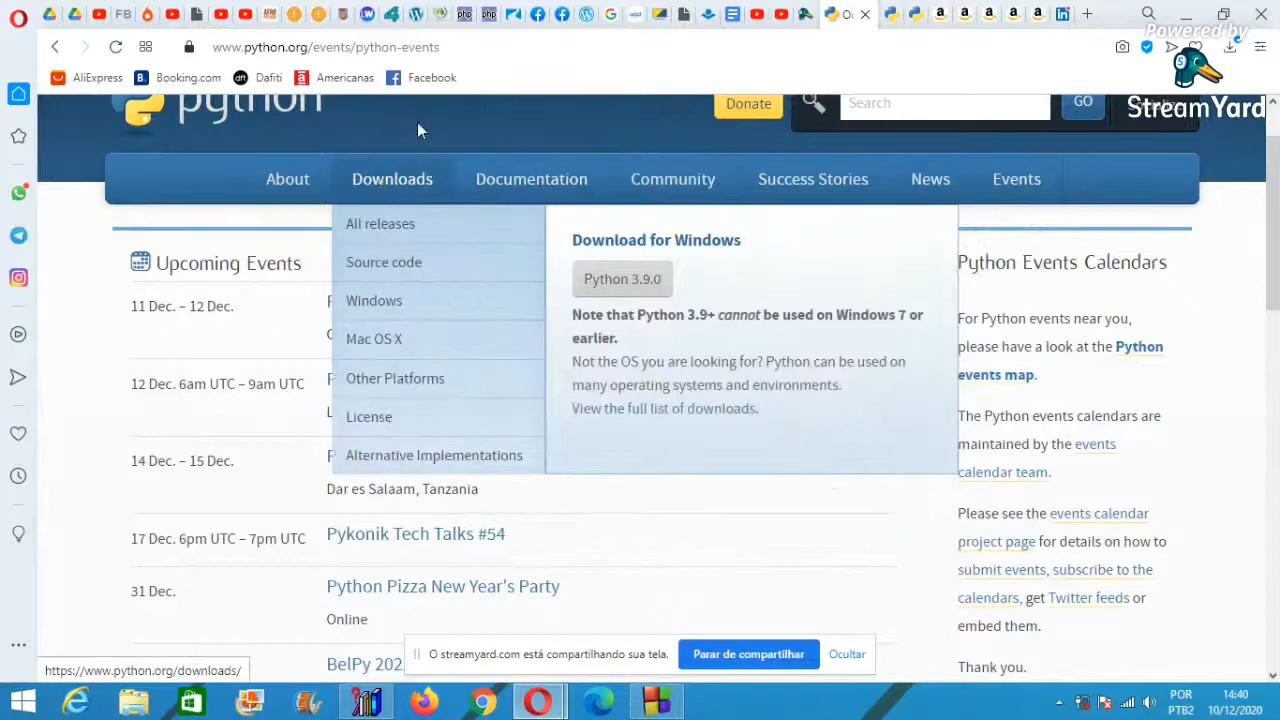 Powered by
StreamYard
www.python.org/events/python-events
AliExpress
B. Booking.com
dft Dafiti
a Americanas
Facebook
python
Donate
Search
GO
About
Downloads
Documentation
Community
Success Stories
News
Events
All releases
Source code
Windows
Mac OS X
Other Platforms
License
Alternative Implementations
Download for Windows
Python 3.9.0
Note that Python 3.9+ cannot be used on Windows 7 or
earlier.
Not the OS you are looking for? Python can be used on
many operating systems and environments.
View the full list of downloads.
Upcoming Events
11 Dec. – 12 Dec.
12 Dec. 6am UTC – 9am UTC
14 Dec. – 15 Dec.
Dar es Salaam, Tanzania
17 Dec. 6pm UTC – 7pm UTC
Pykonik Tech Talks #54
31 Dec.
Python Pizza New Year's Party
Online
BelPy 202
Python Events Calendars
For Python events near you,
please have a look at the Python
events map.
The Python events calendars are
maintained by the events
calendar team.
Please see the events calendar
project page for details on how to
submit events, subscribe to the
calendars, get Twitter feeds or
embed them.
Thank you.
O streamyard.com está compartilhando sua tela.
Parar de compartilhar
Ocultar
https://www.python.org/downloads/
POR
PTB2
14:40
10/12/2020